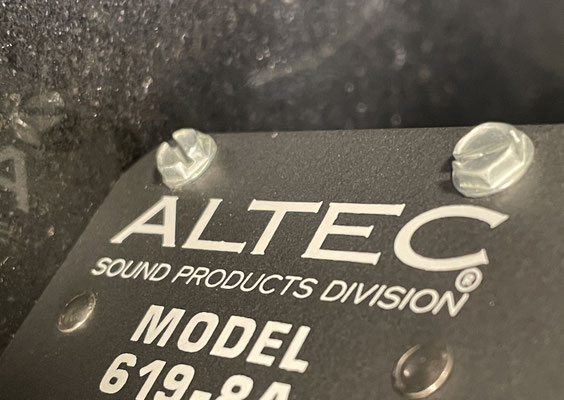 ALTEC®
SOUND PRODUCTS DIVISION
MODEL
619-8A